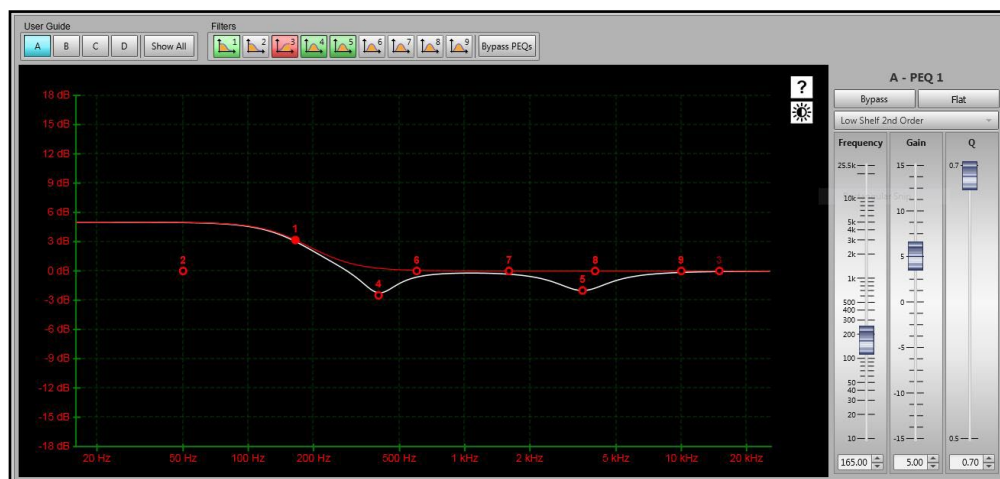 User Guide
A B C D Show All
Filters
1 2 3 4 5 6 7 8 9 Bypass PEQs
?
18 dB
15 dB
12 dB
9 dB
6 dB
3 dB
0 dB
-3 dB
-6 dB
-9 dB
-12 dB
-15 dB
-18 dB
20 Hz 50 Hz 100 Hz 200 Hz 500 Hz 1 kHz 2 kHz 5 kHz 10 kHz 20 kHz
1
2 6 7 8 9 3
4 5
A - PEQ 1
Bypass Flat
Low Shelf 2nd Order
Frequency
25.5k
10k
5k
4k
3k
2k
1k
500
400
300
200
100
50
40
30
20
10
165.00
Gain
15
10
5
0
-5
-10
-15
5.00
Q
0.7
0.5
0.70